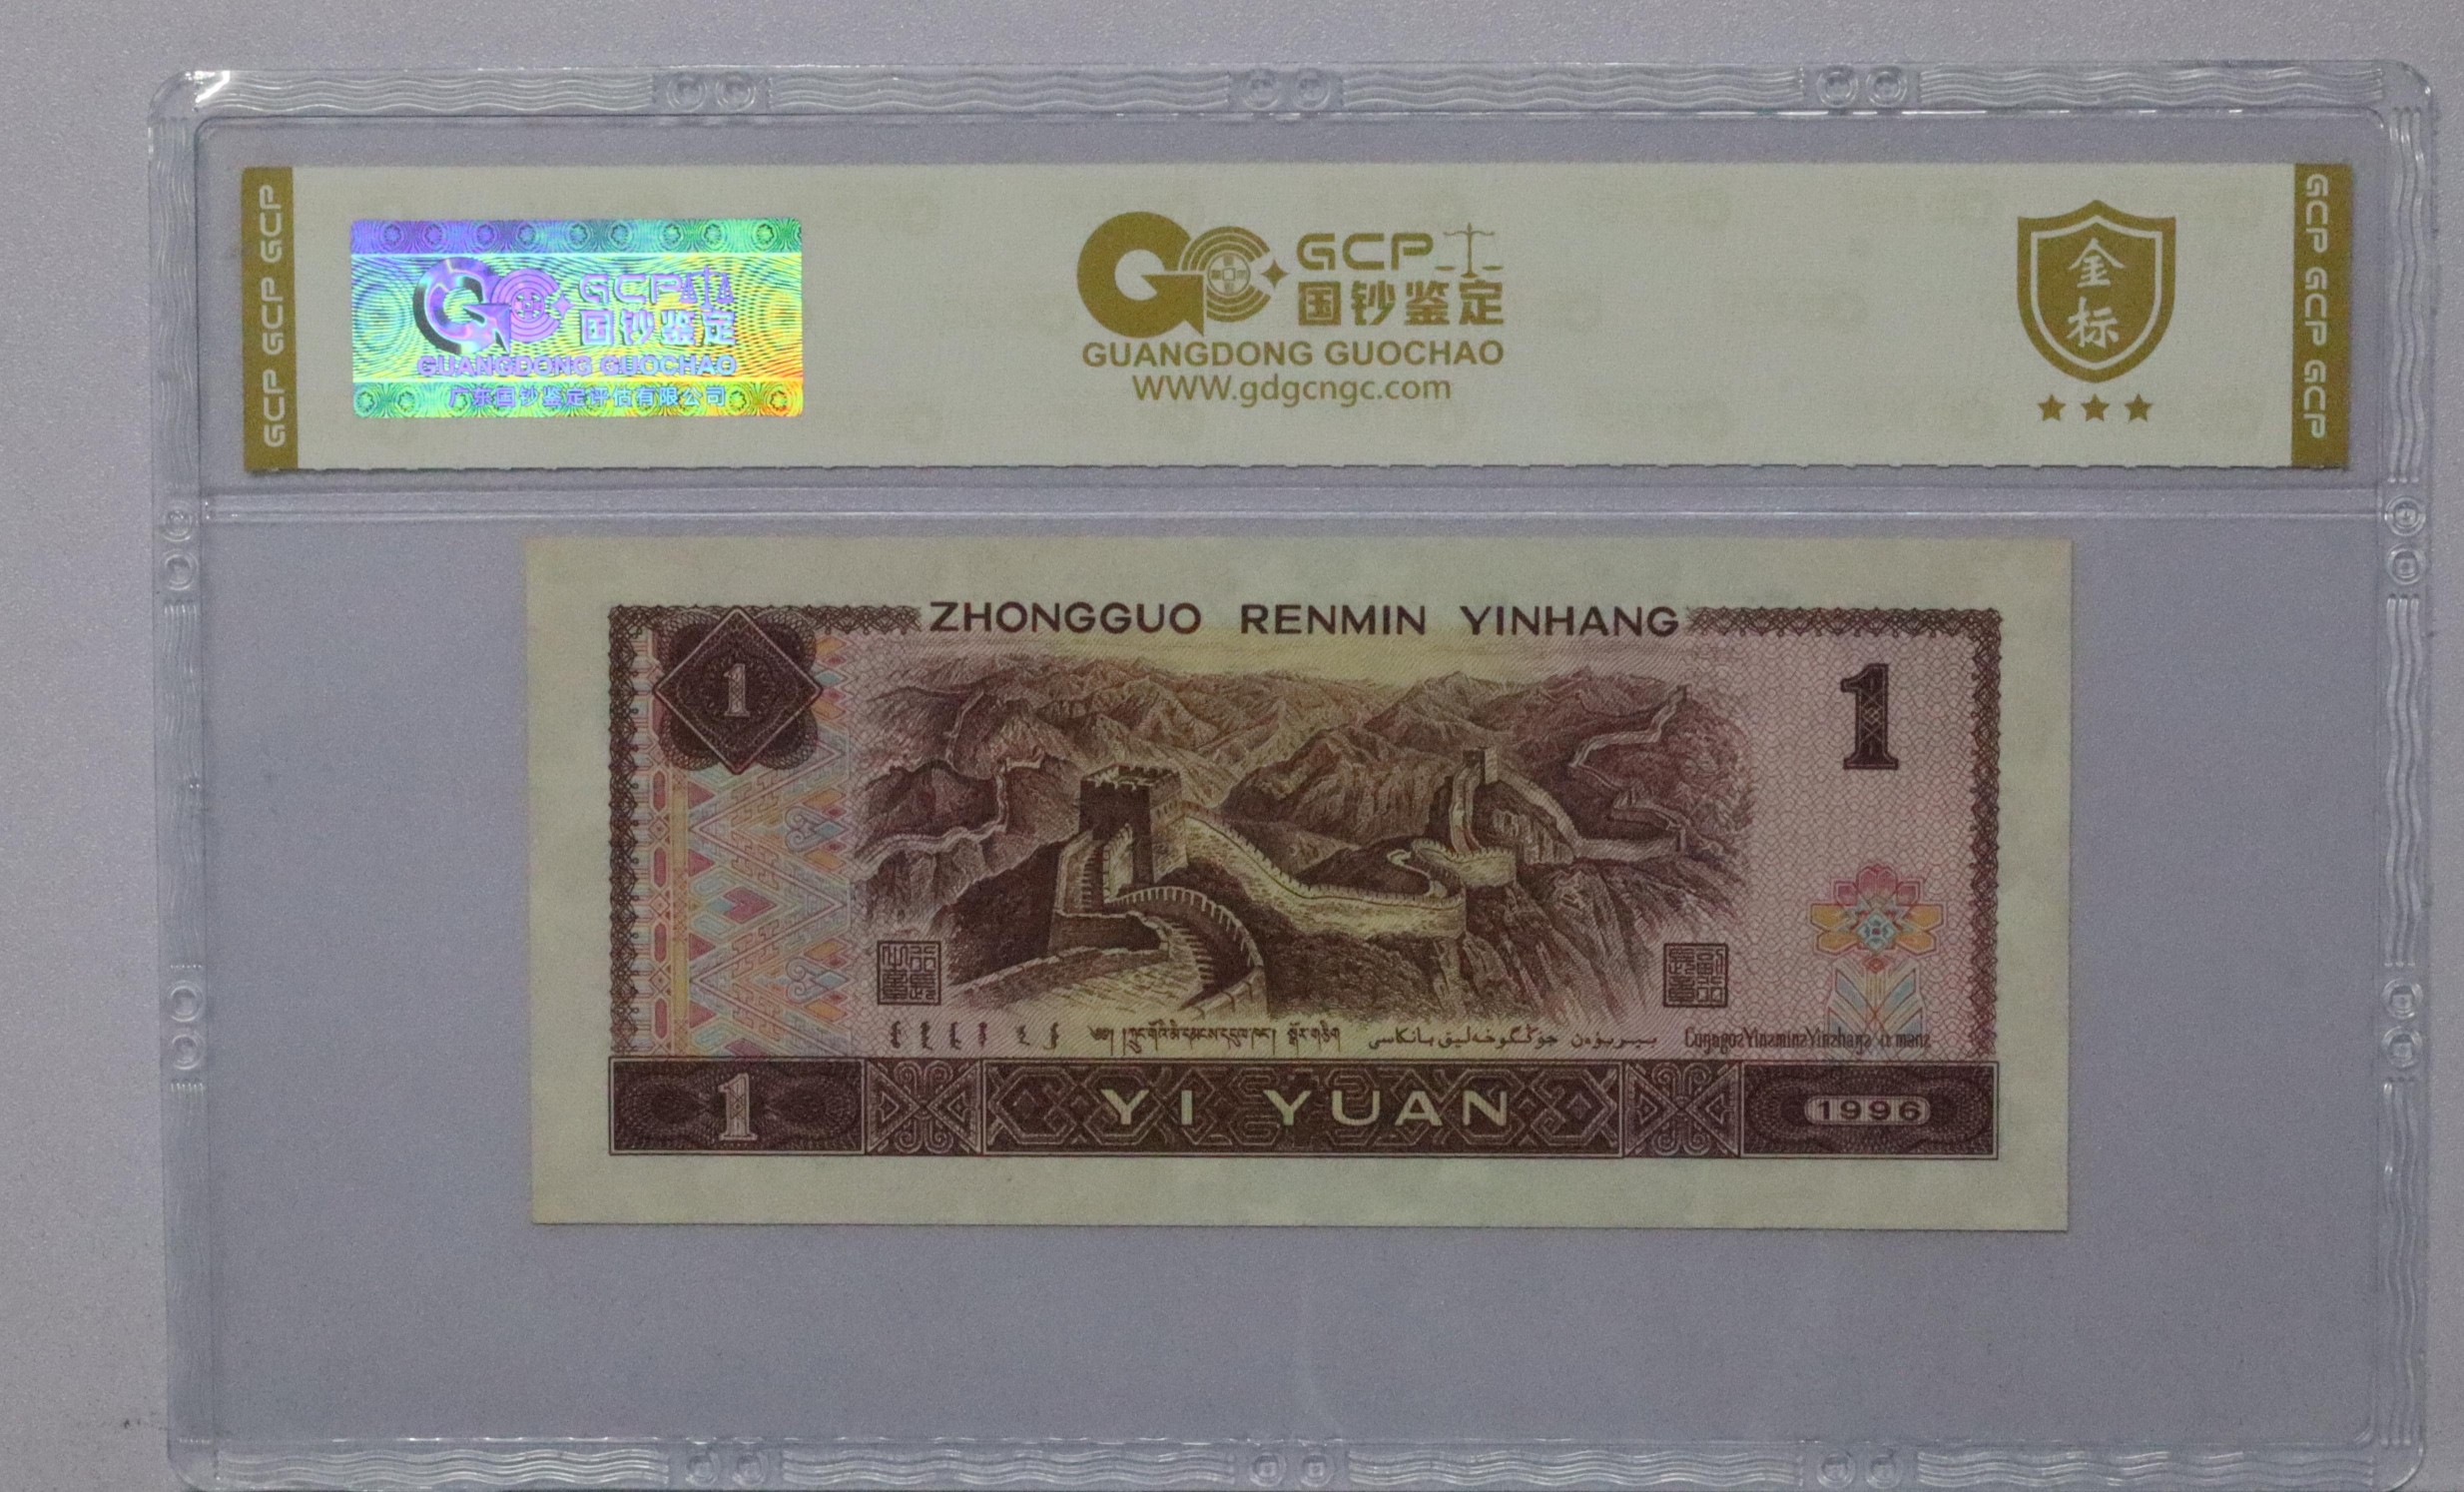 GCP GCP GCP
GCP
国钞鉴定
GUANGDONG GUOCHAO
广东国钞鉴定评估有限公司
GCP
国钞鉴定
GUANGDONG GUOCHAO
WWW.gdgcngc.com
金
标
GCP GCP GCP
ZHONGGUO RENMIN YINHANG
1
1
1
YI YUAN
1996